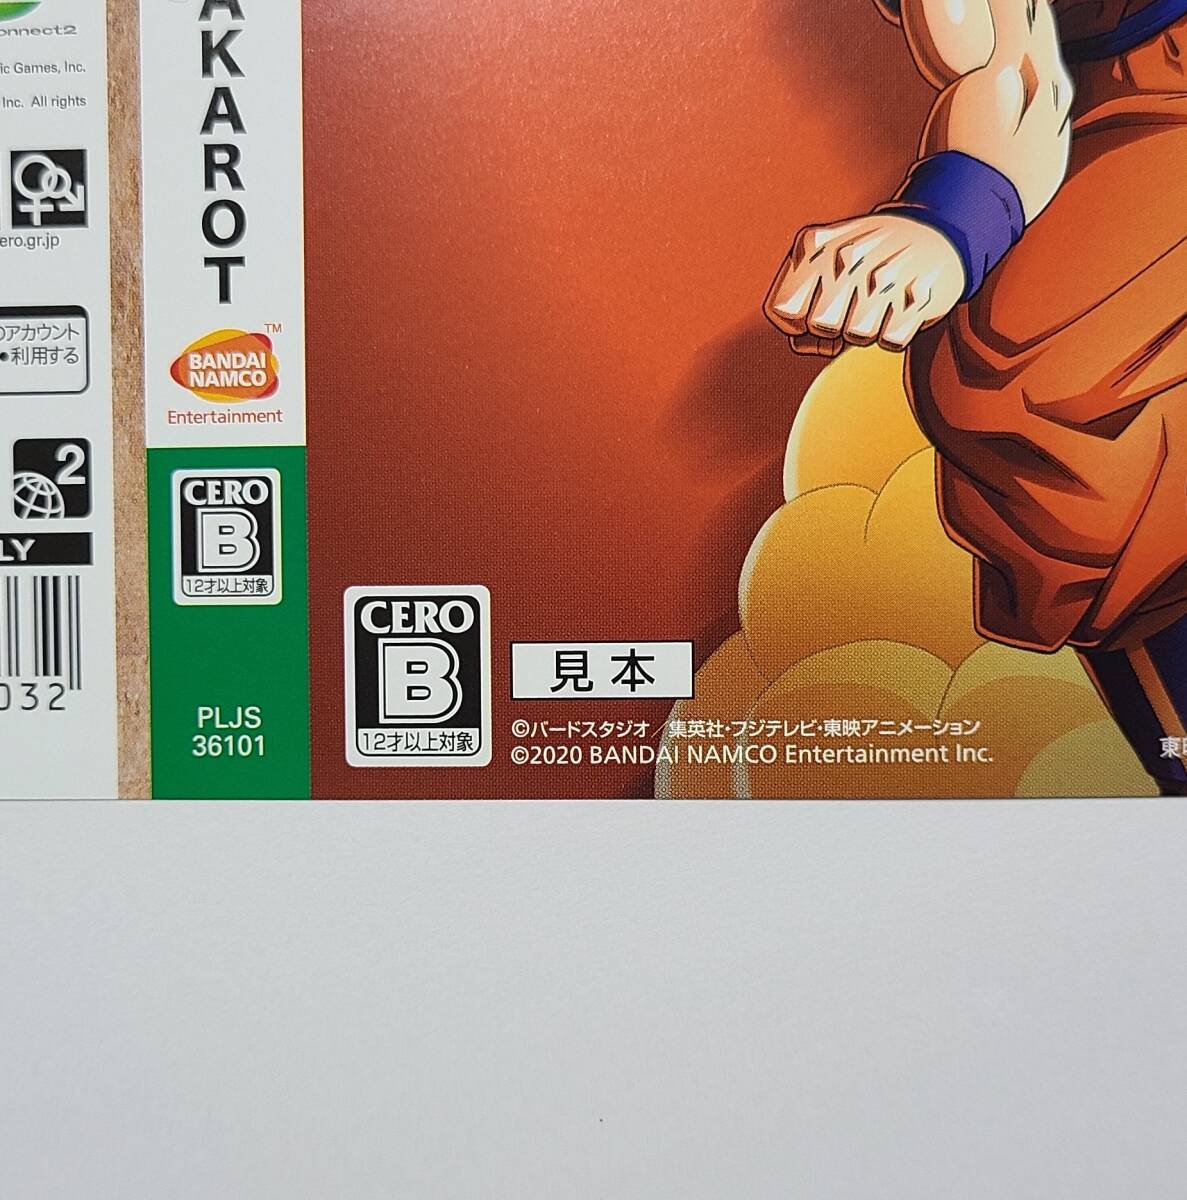 onnect2
ic Games, Inc.
Inc. All rights
ero.gr.jp
のアカウント
●利用する
2
LY
032
AKAROT
BANDAI
NAMCO
TM
Entertainment
CERO
B
12才以上対象
PLJS
36101
CERO
B
12才以上対象
見本
©バードスタジオ/集英社・フジテレビ・東映アニメーション
©2020 BANDAI NAMCO Entertainment Inc.
東